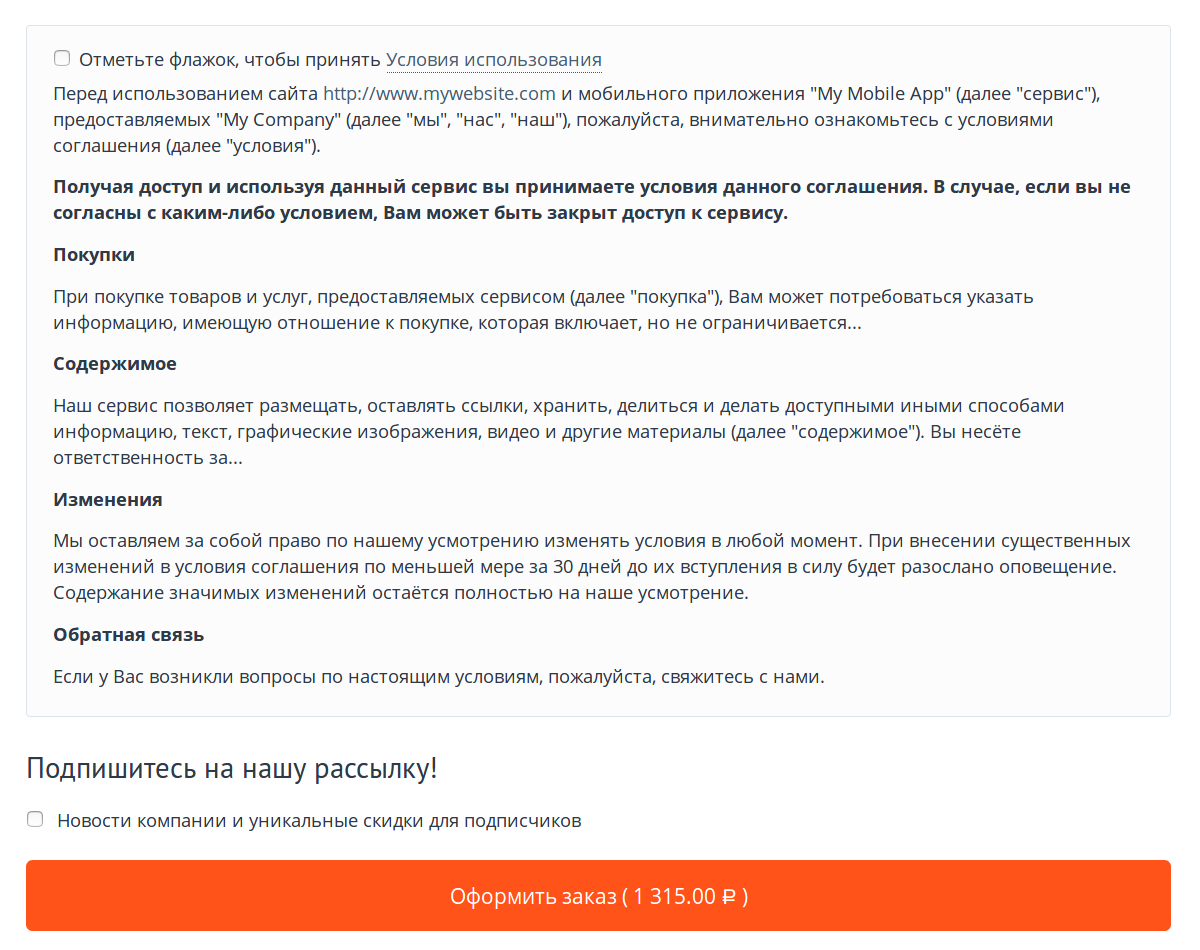 Отметьте флажок, чтобы принять Условия использования
Перед использованием сайта http://www.mywebsite.com и мобильного приложения "My Mobile App" (далее "сервис"),
предоставляемых "My Company" (далее "мы", "нас", "наш"), пожалуйста, внимательно ознакомьтесь с условиями
соглашения (далее "условия").
Получая доступ и используя данный сервис вы принимаете условия данного соглашения. В случае, если вы не
согласны с каким-либо условием, Вам может быть закрыт доступ к сервису.
Покупки
При покупке товаров и услуг, предоставляемых сервисом (далее "покупка"), Вам может потребоваться указать
информацию, имеющую отношение к покупке, которая включает, но не ограничивается...
Содержимое
Наш сервис позволяет размещать, оставлять ссылки, хранить, делиться и делать доступными иными способами
информацию, текст, графические изображения, видео и другие материалы (далее "содержимое"). Вы несёте
ответственность за...
Изменения
Мы оставляем за собой право по нашему усмотрению изменять условия в любой момент. При внесении существенных
изменений в условия соглашения по меньшей мере за 30 дней до их вступления в силу будет разослано оповещение.
Содержание значимых изменений остаётся полностью на наше усмотрение.
Обратная связь
Если у Вас возникли вопросы по настоящим условиям, пожалуйста, свяжитесь с нами.
Подпишитесь на нашу рассылку!
Новости компании и уникальные скидки для подписчиков
Оформить заказ ( 1 315.00 ₽ )